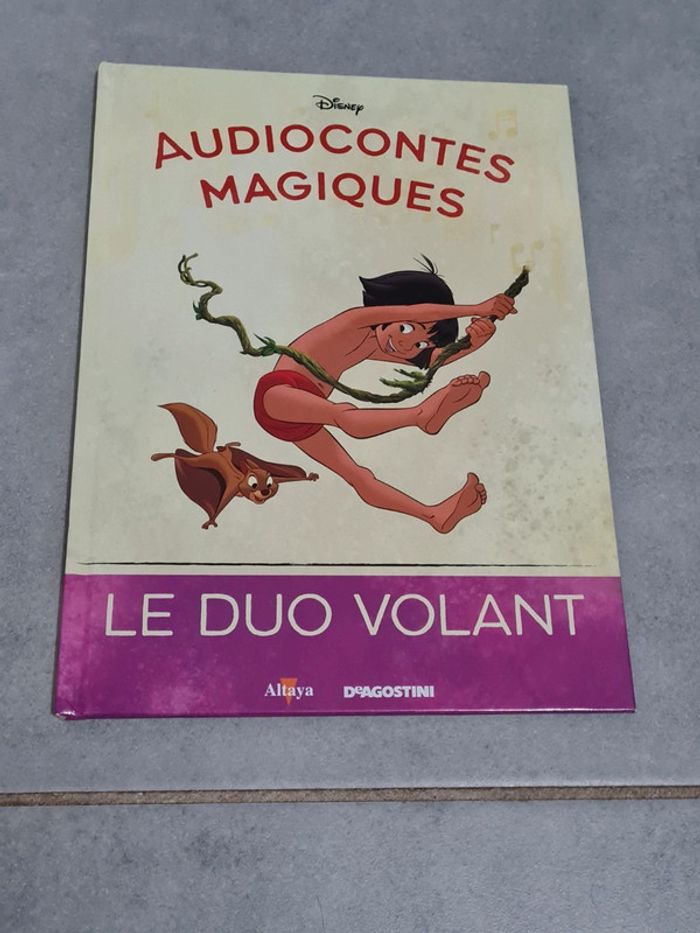 Disney
AUDIOCONTES
MAGIQUES
LE DUO VOLANT
Altaya DeAGOSTINI